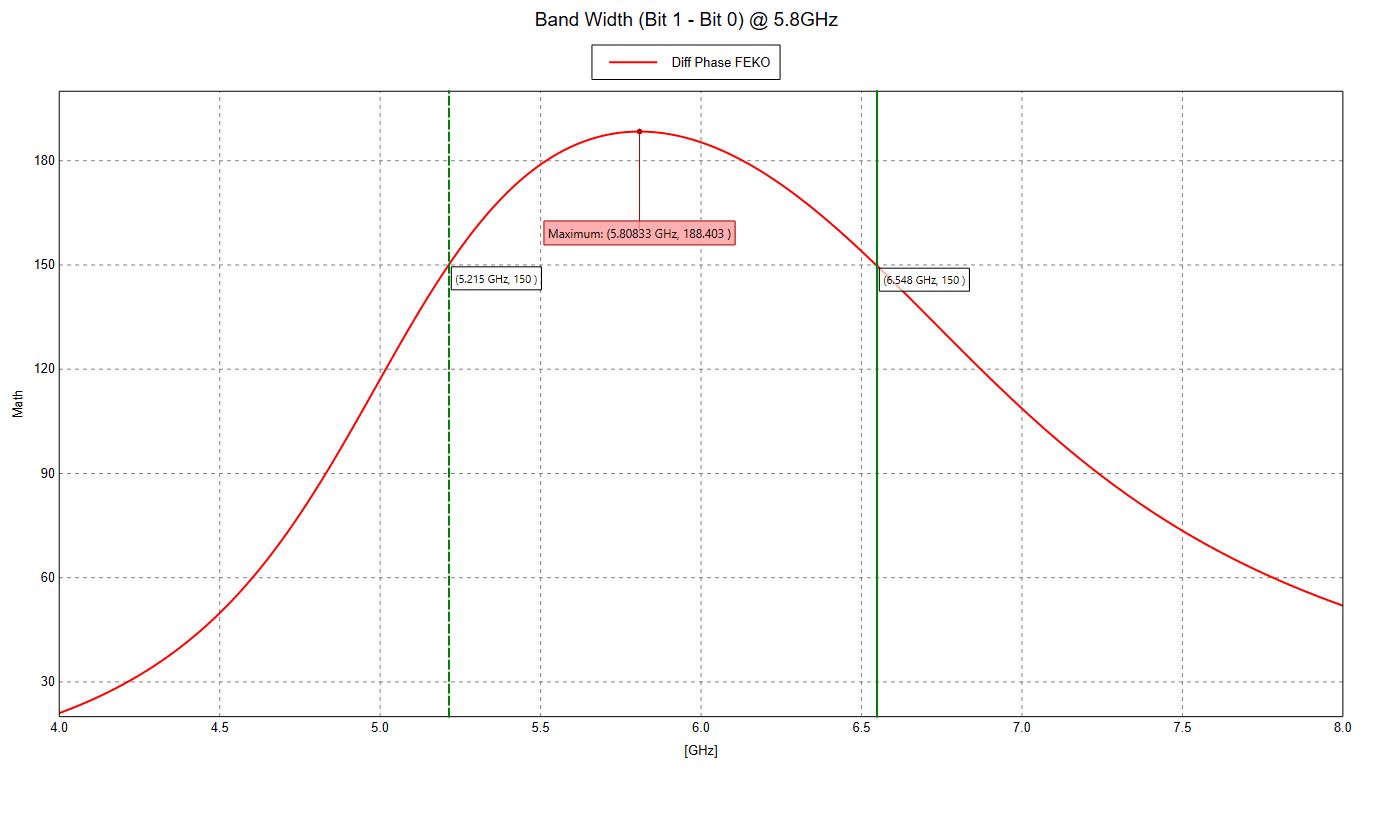 Band Width (Bit 1 - Bit 0) @ 5.8GHz
Diff Phase FEKO
180
150
120
90
60
30
Math
Maximum: (5.80833 GHz, 188.403 )
(5.215 GHz, 150 )
(6.548 GHz, 150 )
4.0 4.5 5.0 5.5 6.0 6.5 7.0 7.5 8.0
[GHz]